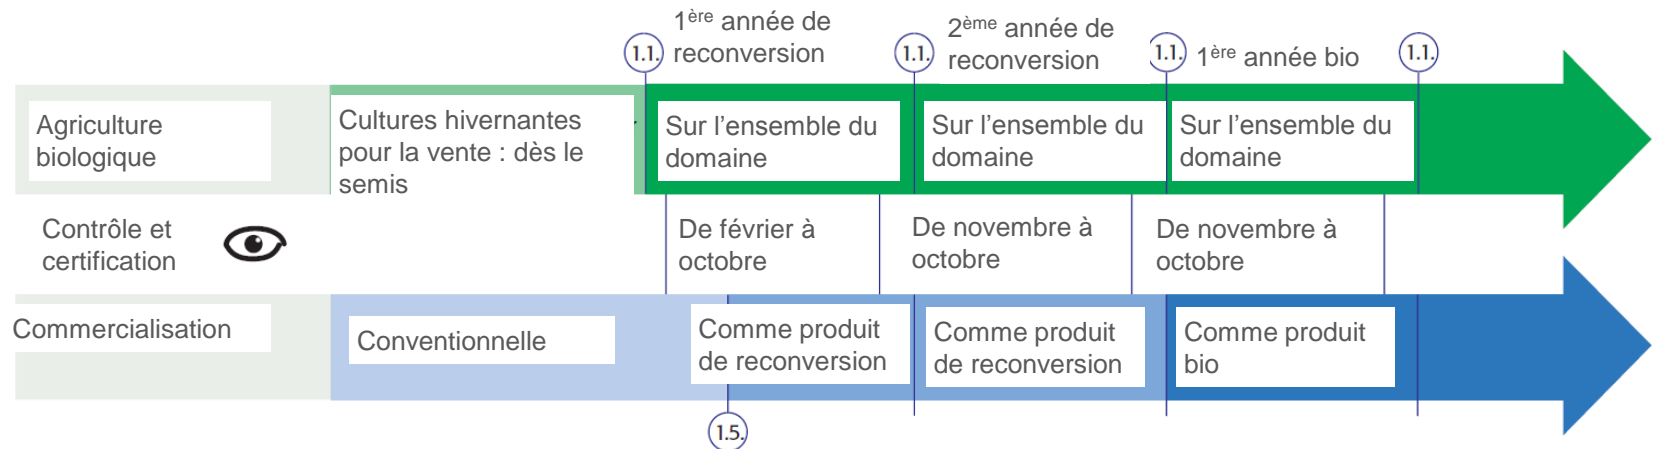 1ère année de
reconversion
2ème année de
reconversion
1ère année bio
1.1.
1.1.
1.1.
1.1.
Agriculture
biologique
Cultures hivernantes
pour la vente : dès le
semis
Sur l'ensemble du
domaine
Sur l'ensemble du
domaine
Sur l'ensemble du
domaine
Contrôle et
certification
De février à
octobre
De novembre à
octobre
De novembre à
octobre
Commercialisation
Conventionnelle
Comme produit
de reconversion
Comme produit
de reconversion
Comme produit
bio
1.5.